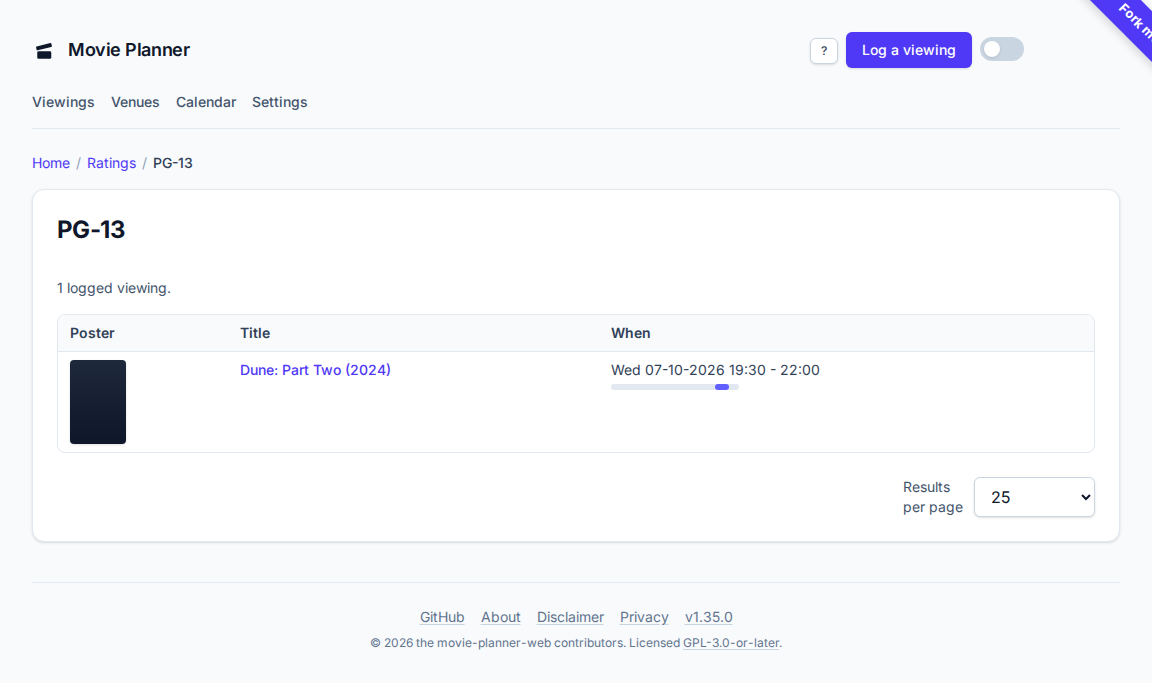 Movie Planner
?
Log a viewing
Fork m
Viewings Venues Calendar Settings
Home / Ratings / PG-13
PG-13
1 logged viewing.
Poster Title When
Dune: Part Two (2024) Wed 07-10-2026 19:30 - 22:00
Results
per page
25
GitHub About Disclaimer Privacy v1.35.0
© 2026 the movie-planner-web contributors. Licensed GPL-3.0-or-later.